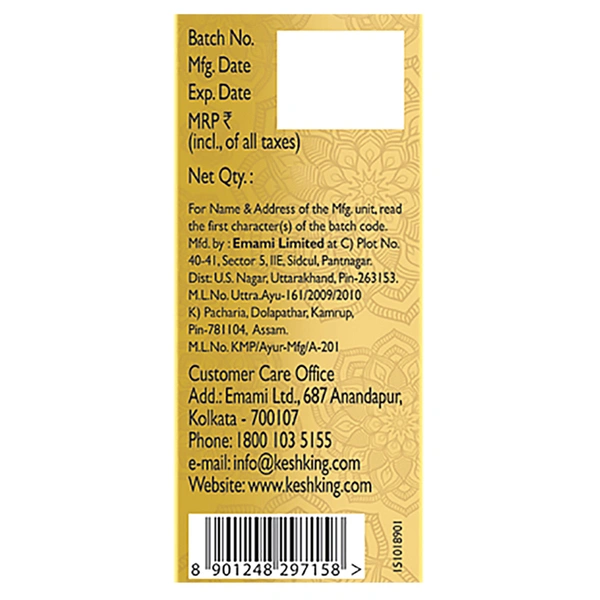 Batch No.
Mfg. Date
Exp. Date
MRP ₹
(incl., of all taxes)
Net Qty. :
For Name & Address of the Mfg. unit, read
the first character(s) of the batch code.
Mfd. by : Emami Limited at C) Plot No.
40-41, Sector 5, IIE, Sidcul, Pantnagar.
Dist: U.S. Nagar, Uttarakhand, Pin-263153.
M.L.No. Uttra.Ayu-161/2009/2010
K) Pacharia, Dolapathar, Kamrup,
Pin-781104, Assam.
M.L.No. KMP/Ayur-Mfg/A-201
Customer Care Office
Add.: Emami Ltd., 687 Anandapur,
Kolkata - 700107
Phone: 1800 103 5155
e-mail: info@keshking.com
Website: www.keshking.com
8 901248 297158 >
151018901